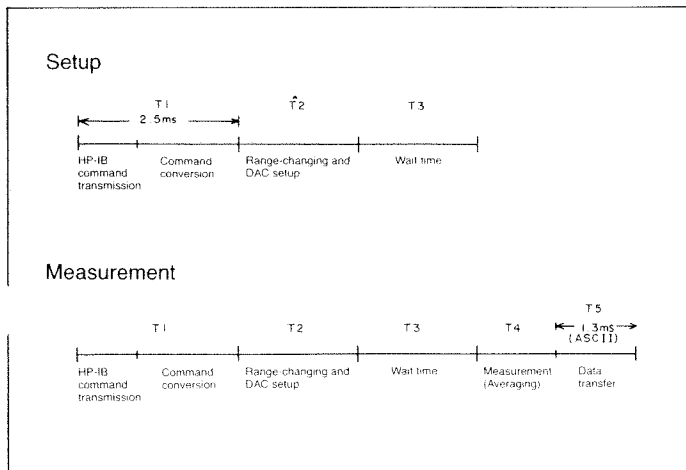 Setup
T1 T2 T3
2.5ms
HP-IB Command Range-changing and Wait time
command conversion DAC setup
transmission
Measurement
T5
T1 T2 T3 T4 1.3ms
(ASCII)
HP-IB Command Range-changing and Wait time Measurement Data
command conversion DAC setup (Averaging) transfer
transmission